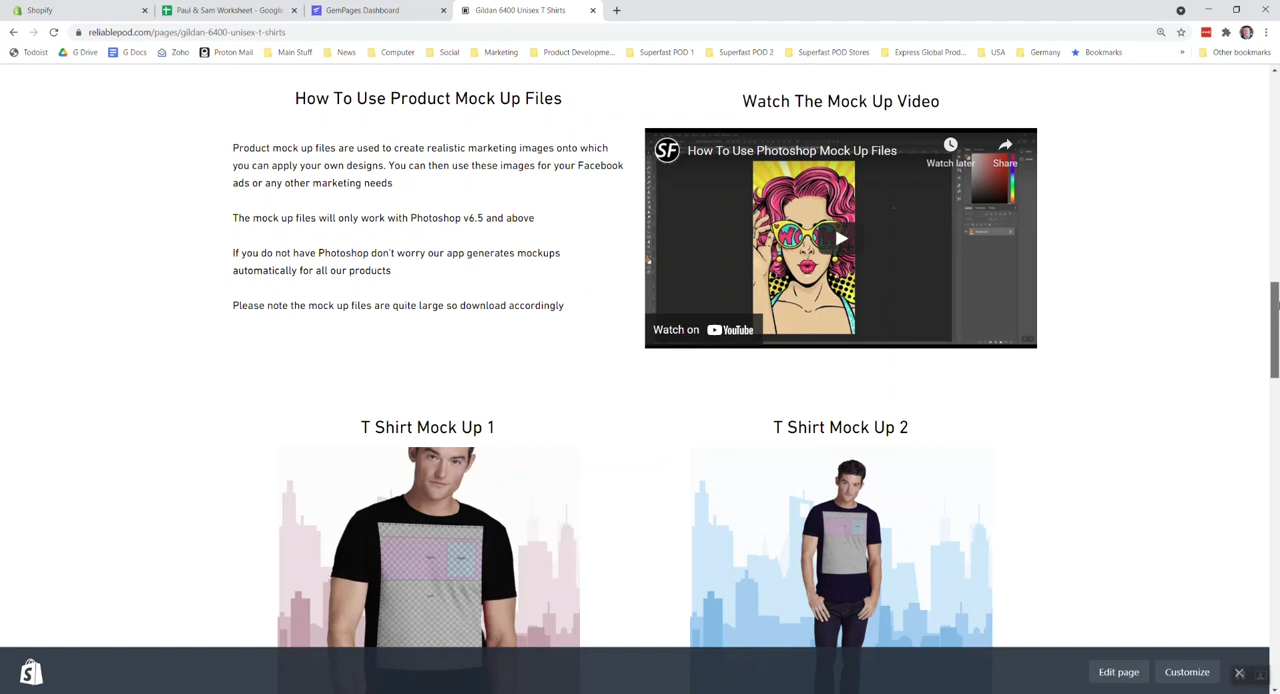 Shopify
Paul & Sam Worksheet - Google
GemPages Dashboard
Gildan 6400 Unisex T Shirts
reliablepod.com/pages/gildan-6400-unisex-t-shirts
Todoist
G Drive
G Docs
Zoho
Proton Mail
Main Stuff
News
Computer
Social
Marketing
Product Developme...
Superfast POD 1
Superfast POD 2
Superfast POD Stores
Express Global Prod...
USA
Germany
Bookmarks
»
Other bookmarks
How To Use Product Mock Up Files
Product mock up files are used to create realistic marketing images onto which
you can apply your own designs. You can then use these images for your Facebook
ads or any other marketing needs
The mock up files will only work with Photoshop v6.5 and above
If you do not have Photoshop don't worry our app generates mockups
automatically for all our products
Please note the mock up files are quite large so download accordingly
Watch The Mock Up Video
SF
How To Use Photoshop Mock Up Files
Watch later
Share
Watch on YouTube
T Shirt Mock Up 1
T Shirt Mock Up 2
Edit page
Customize